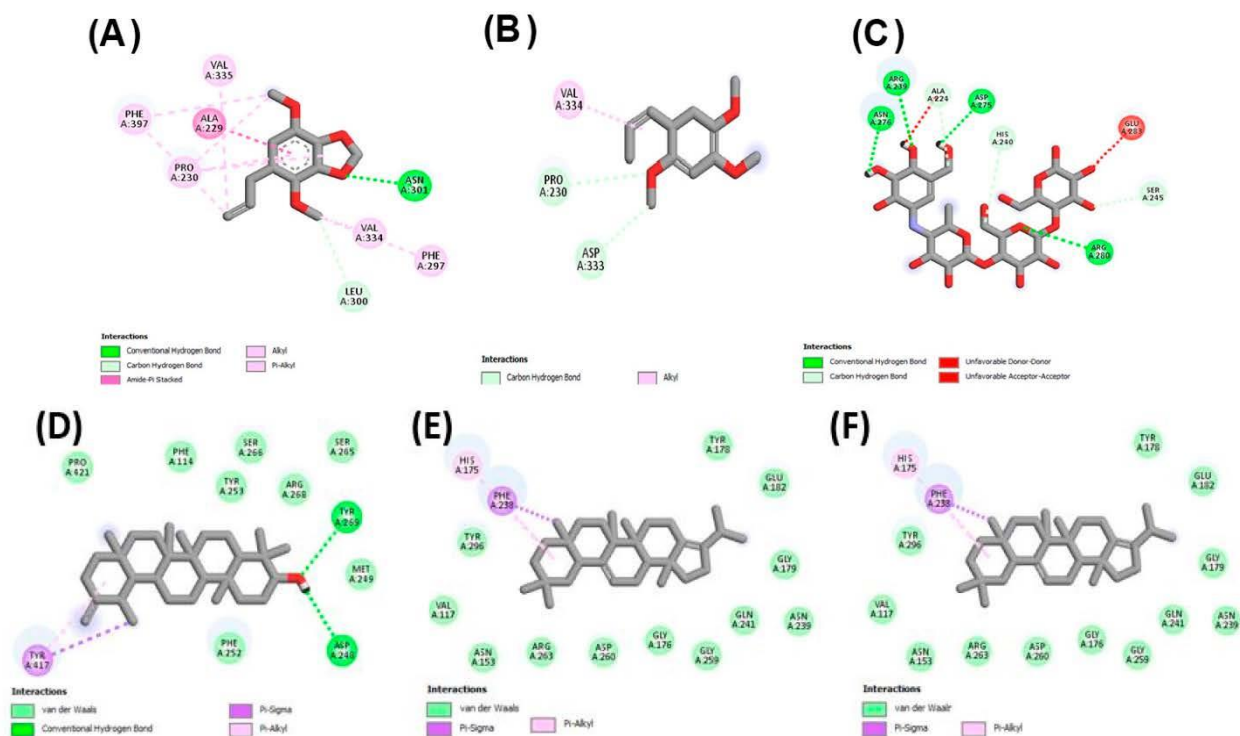 (A)
VAL
A:335
PHE
A:397
ALA
A:229
PRO
A:230
ASN
A:301
VAL
A:334
PHE
A:297
LEU
A:300
Interactions
Conventional Hydrogen Bond
Carbon Hydrogen Bond
Amide-Pi Stacked
Alkyl
Pi-Alkyl
(B)
VAL
A:334
PRO
A:230
ASP
A:333
Interactions
Carbon Hydrogen Bond
Alkyl
(C)
ARG
A:239
ALA
A:224
ASP
A:275
ASN
A:276
HIS
A:240
GLU
A:283
SER
A:245
ARG
A:280
Interactions
Conventional Hydrogen Bond
Carbon Hydrogen Bond
Unfavorable Donor-Donor
Unfavorable Acceptor-Acceptor
(D)
PRO
A:421
PHE
A:114
SER
A:266
SER
A:265
TYR
A:253
ARG
A:268
TYR
A:269
MET
A:249
ASP
A:248
PHE
A:252
TYR
A:417
Interactions
van der Waals
Conventional Hydrogen Bond
Pi-Sigma
Pi-Alkyl
(E)
HIS
A:175
PHE
A:238
TYR
A:178
GLU
A:182
TYR
A:296
GLY
A:179
VAL
A:117
GLN
A:241
ASN
A:239
ASN
A:153
ARG
A:263
ASP
A:260
GLY
A:176
GLY
A:259
Interactions
van der Waals
Pi-Sigma
Pi-Alkyl
(F)
HIS
A:175
PHE
A:238
TYR
A:178
GLU
A:182
TYR
A:296
GLY
A:179
VAL
A:117
GLN
A:241
ASN
A:239
ASN
A:153
ARG
A:263
ASP
A:260
GLY
A:176
GLY
A:259
Interactions
van der Waalr
Pi-Sigma
Pi-Alkyl